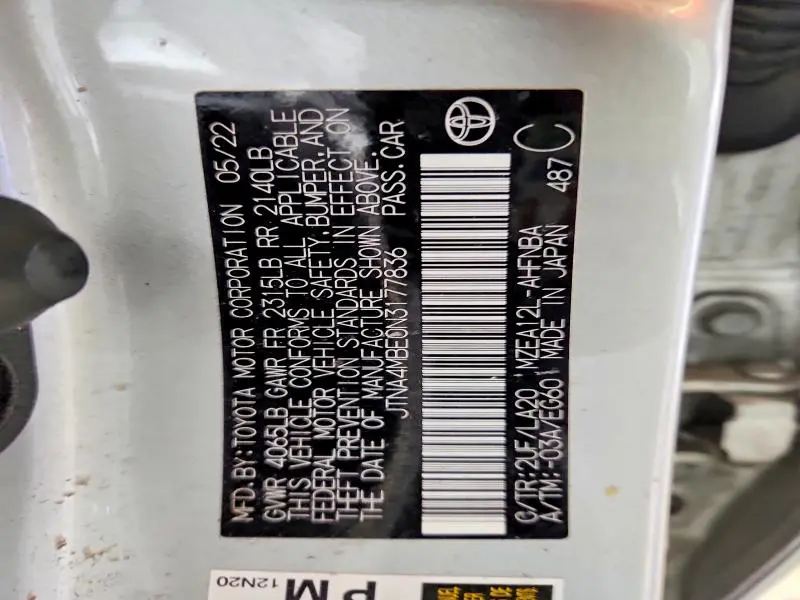 MFD.BY:TOYOTA MOTOR CORPORATION 05/22
GVWR 4065LB GAWR FR 2315LB RR 2140LB
THIS VEHICLE CONFORMS TO ALL APPLICABLE
FEDERAL MOTOR VEHICLE SAFETY,BUMPER,AND
THEFT PREVENTION STANDARDS IN EFFECT ON
THE DATE OF MANUFACTURE SHOWN ABOVE.
JTNA4MBE0N3177836 PASS.CAR
C/TR:2UF/LA20 MZEA12L-AHFNBA
A/TM:-03A/EG60 MADE IN JAPAN 487 C
PM
12N20